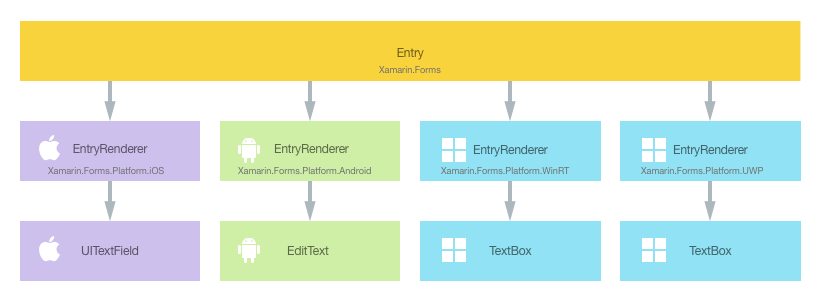 Entry
Xamarin.Forms
EntryRenderer
Xamarin.Forms.Platform.iOS
EntryRenderer
Xamarin.Forms.Platform.Android
EntryRenderer
Xamarin.Forms.Platform.WinRT
EntryRenderer
Xamarin.Forms.Platform.UWP
UITextField
EditText
TextBox
TextBox